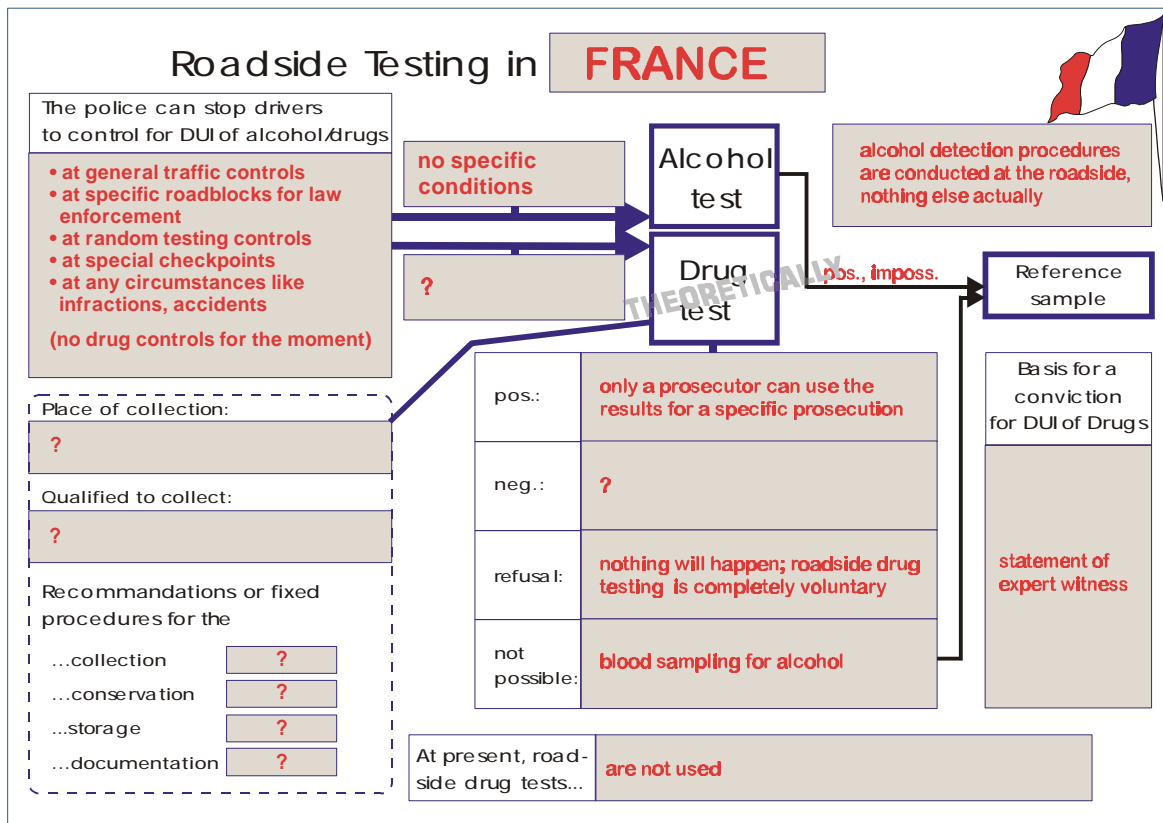 Roadside Testing in FRANCE
The police can stop drivers
to control for DUI of alcohol/drugs
• at general traffic controls
• at specific roadblocks for law
enforcement
• at random testing controls
• at special checkpoints
• at any circumstances like
infractions, accidents
(no drug controls for the moment)
no specific
conditions
?
Alcohol
test
Drug
test
THEORETICALLY
alcohol detection procedures
are conducted at the roadside,
nothing else actually
pos., imposs.
Reference
sample
Place of collection:
?
Qualified to collect:
?
Recommandations or fixed
procedures for the
...collection ?
...conservation ?
...storage ?
...documentation ?
pos.:
only a prosecutor can use the
results for a specific prosecution
neg.:
?
refusal:
nothing will happen; roadside drug
testing is completely voluntary
not
possible:
blood sampling for alcohol
Basis for a
conviction
for DUI of Drugs
statement of
expert witness
At present, road-
side drug tests...
are not used